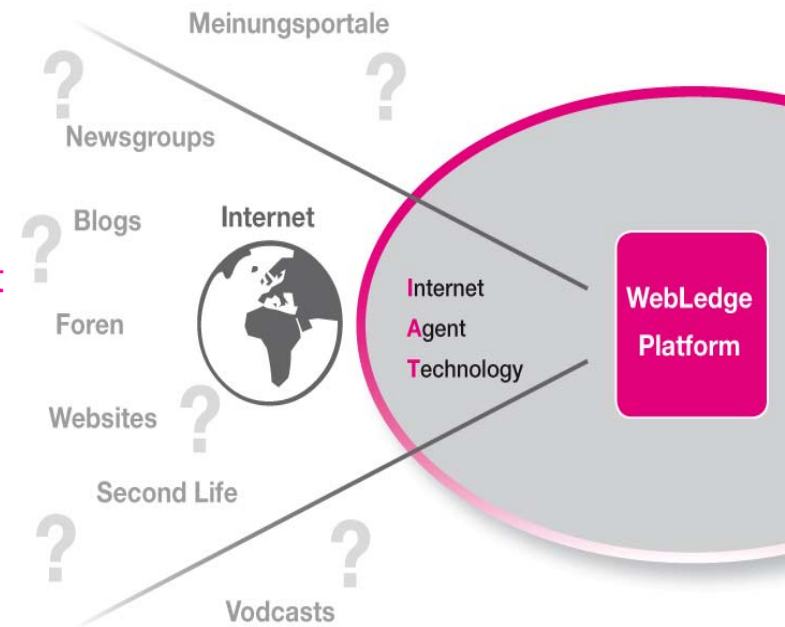 Meinungsportale
?
?
Newsgroups
Blogs
?
Internet
Foren
Websites
?
Second Life
?
?
Vodcasts
Internet
Agent
Technology
WebLedge
Platform
t